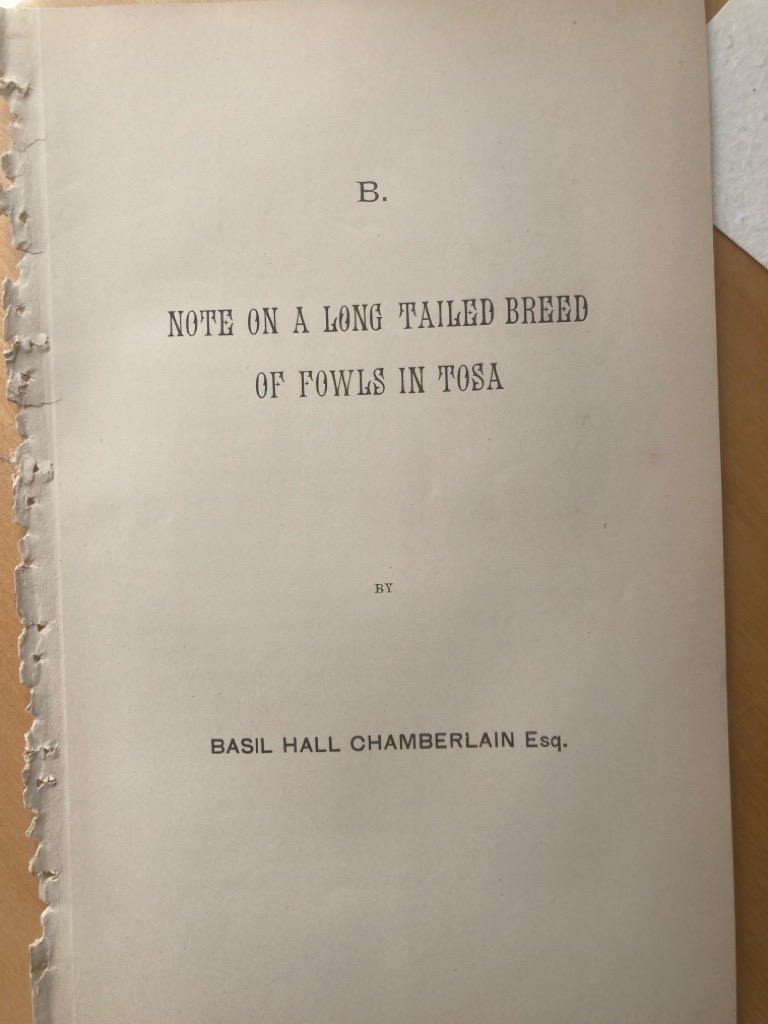 B.
NOTE ON A LONG TAILED BREED
OF FOWLS IN TOSA
BY
BASIL HALL CHAMBERLAIN Esq.